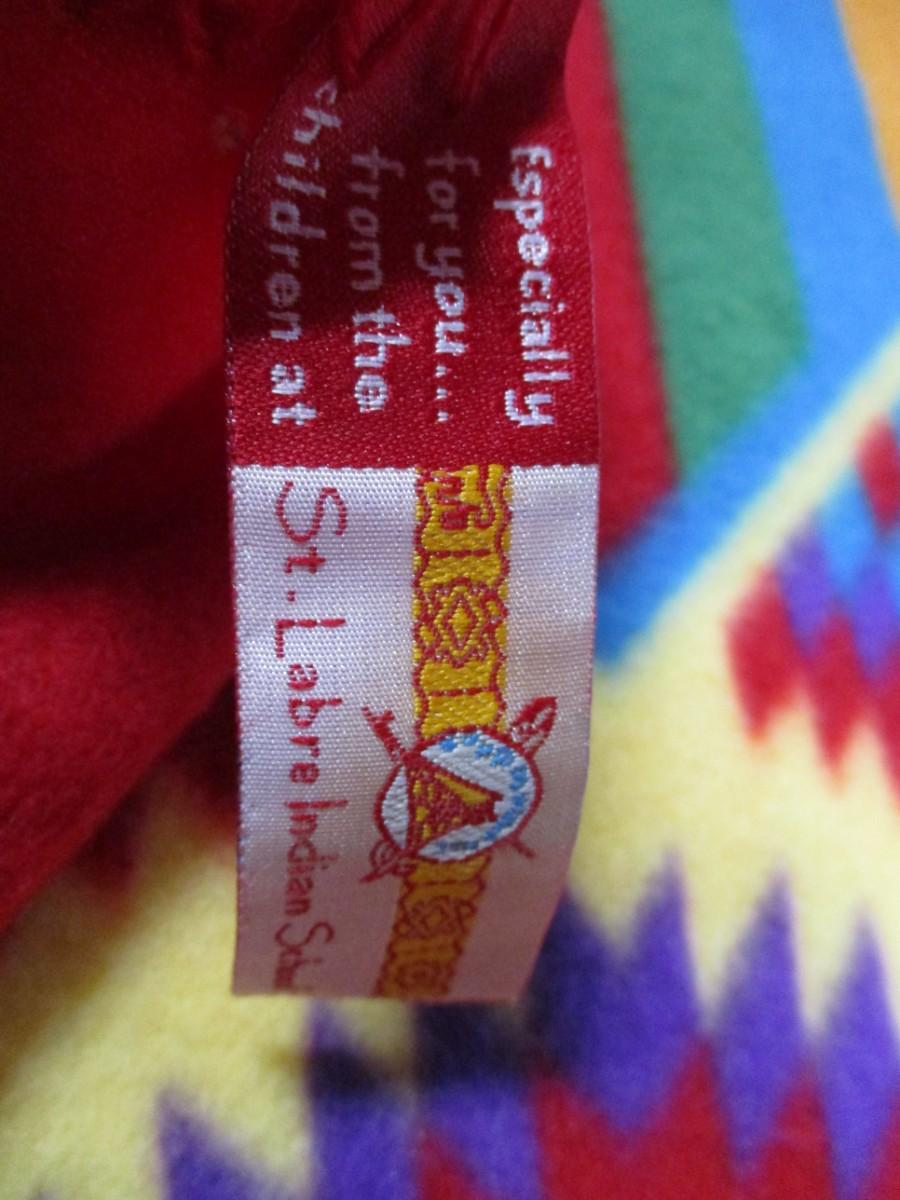 Especially
for you...
from the
children at
St. Labre Indian